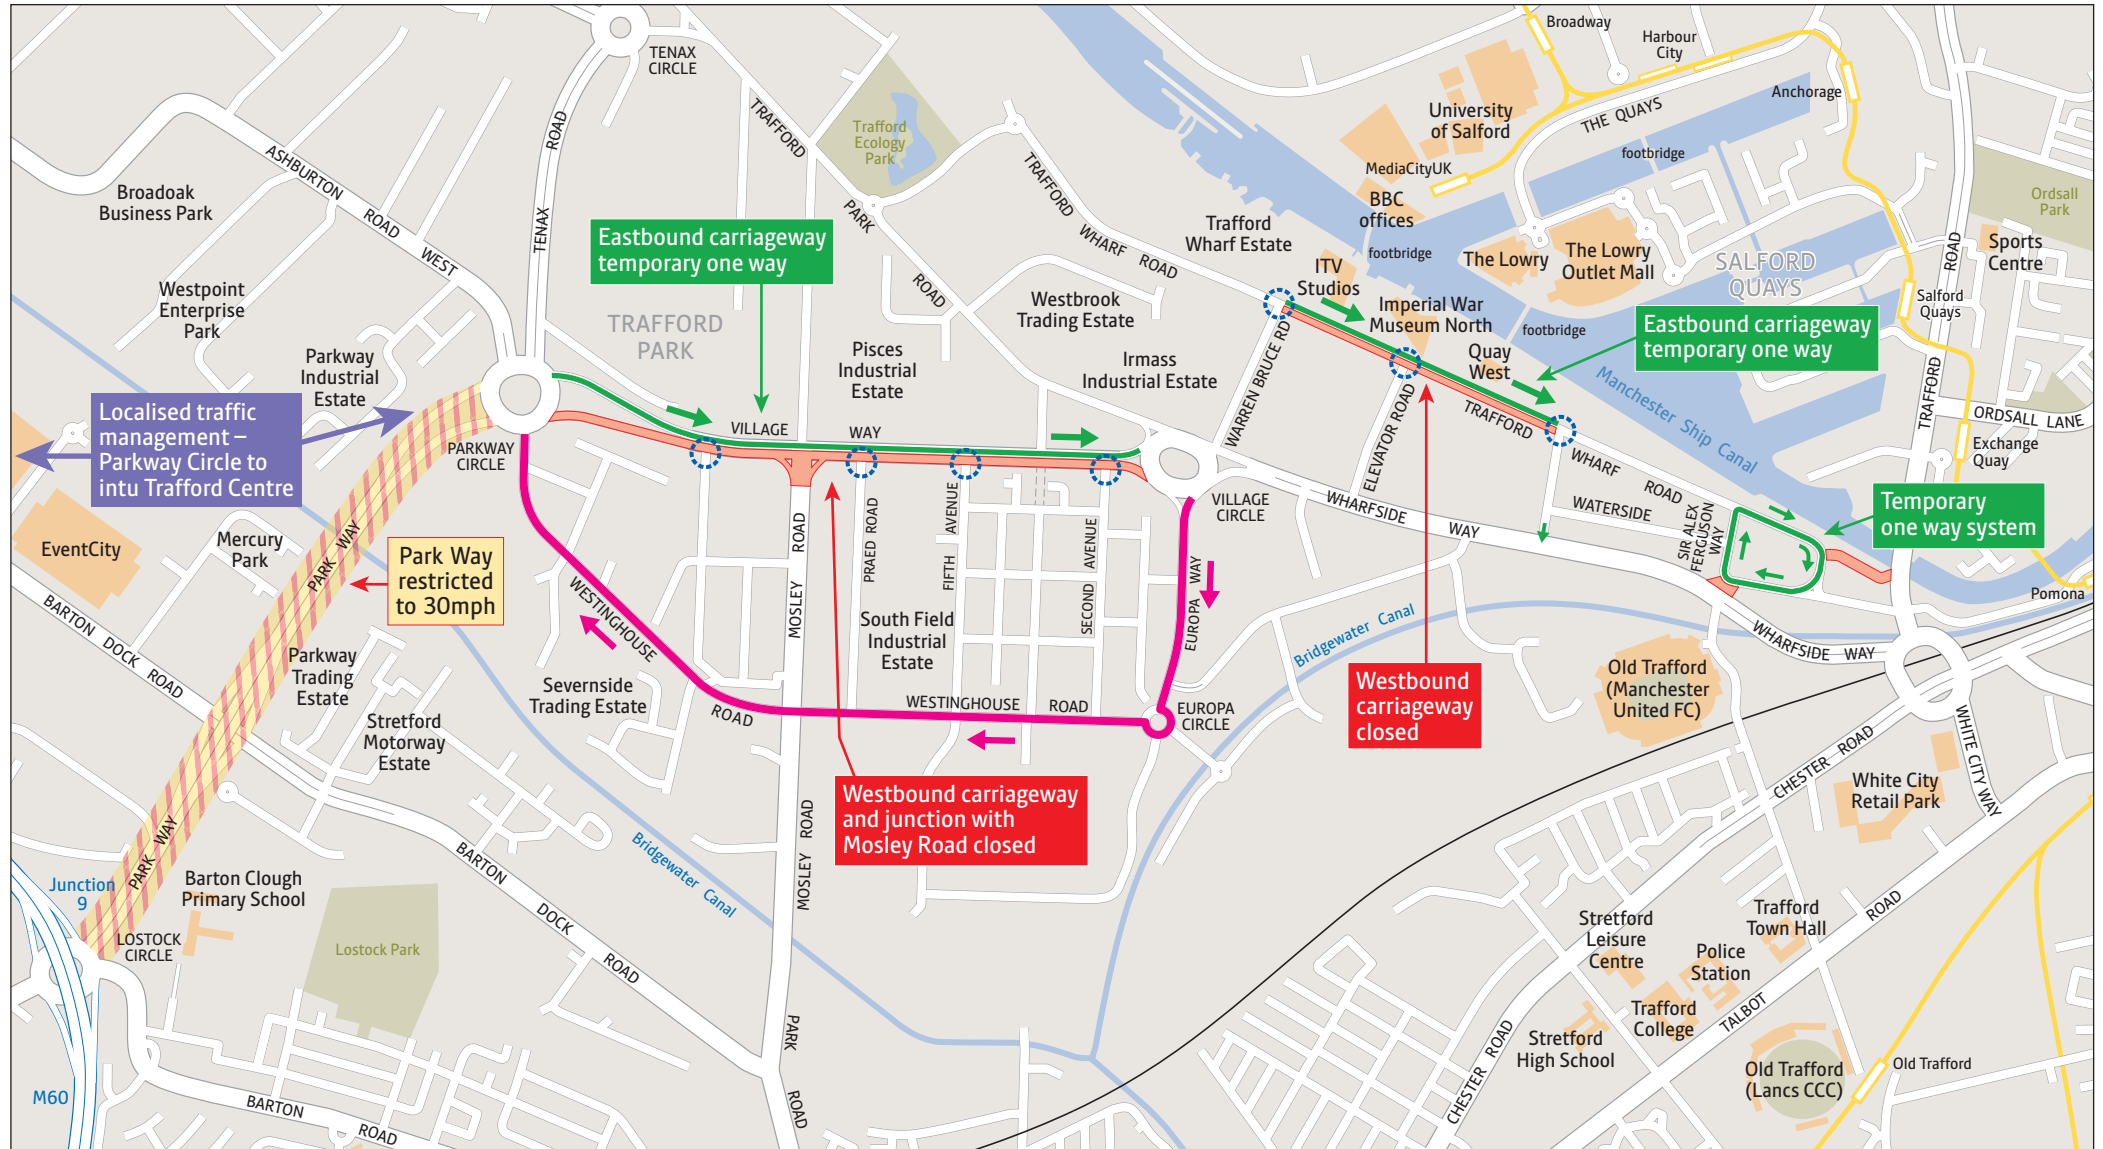 Broadway
Harbour
City
Anchorage
TENAX
CIRCLE
TENAX
ROAD
TRAFFORD
PARK
ROAD
Trafford
Ecology
Park
University
of Salford
THE QUAYS
footbridge
MediaCityUK
BBC
offices
footbridge
The Lowry
The Lowry
Outlet Mall
SALFORD
QUAYS
Ordsall
Park
Sports
Centre
Salford
Quays
TRAFFORD
ROAD
ORDSALL LANE
Exchange
Quay
Pomona
ASHBURTON
ROAD
WEST
Broadoak
Business Park
Westpoint
Enterprise
Park
Parkway
Industrial
Estate
TRAFFORD
PARK
Eastbound carriageway
temporary one way
TRAFFORD
WHARF
ROAD
Trafford
Wharf Estate
Westbrook
Trading Estate
Pisces
Industrial
Estate
Irmass
Industrial Estate
ITV
Studios
Imperial War
Museum North
Quay
West
footbridge
Eastbound carriageway
temporary one way
Manchester Ship Canal
WARREN BRUCE RD
ELEVATOR ROAD
TRAFFORD
WHARF
ROAD
WATERSIDE
SIR ALEX
FERGUSON
WAY
Temporary
one way system
Localised traffic
management –
Parkway Circle to
intu Trafford Centre
PARKWAY
CIRCLE
VILLAGE
WAY
VILLAGE
CIRCLE
WHARFSIDE
WAY
WHARFSIDE WAY
EventCity
Mercury
Park
PARK WAY
Park Way
restricted
to 30mph
BARTON DOCK ROAD
Parkway
Trading
Estate
Stretford
Motorway
Estate
Severnside
Trading Estate
WESTINGHOUSE
ROAD
WESTINGHOUSE
ROAD
MOSLEY
ROAD
PRAED ROAD
FIFTH
AVENUE
SECOND
AVENUE
South Field
Industrial
Estate
EUROPA WAY
EUROPA
CIRCLE
Bridgewater Canal
Westbound
carriageway
closed
Westbound carriageway
and junction with
Mosley Road closed
Old Trafford
(Manchester
United FC)
CHESTER ROAD
WHITE CITY WAY
White City
Retail Park
PARK WAY
Junction
9
LOSTOCK
CIRCLE
Barton Clough
Primary School
Lostock Park
M60
BARTON
DOCK
ROAD
BARTON
ROAD
Bridgewater Canal
MOSLEY ROAD
PARK
ROAD
Stretford
Leisure
Centre
Trafford
Town Hall
Police
Station
Trafford
College
Stretford
High School
TALBOT
ROAD
CHESTER ROAD
Old Trafford
(Lancs CCC)
Old Trafford